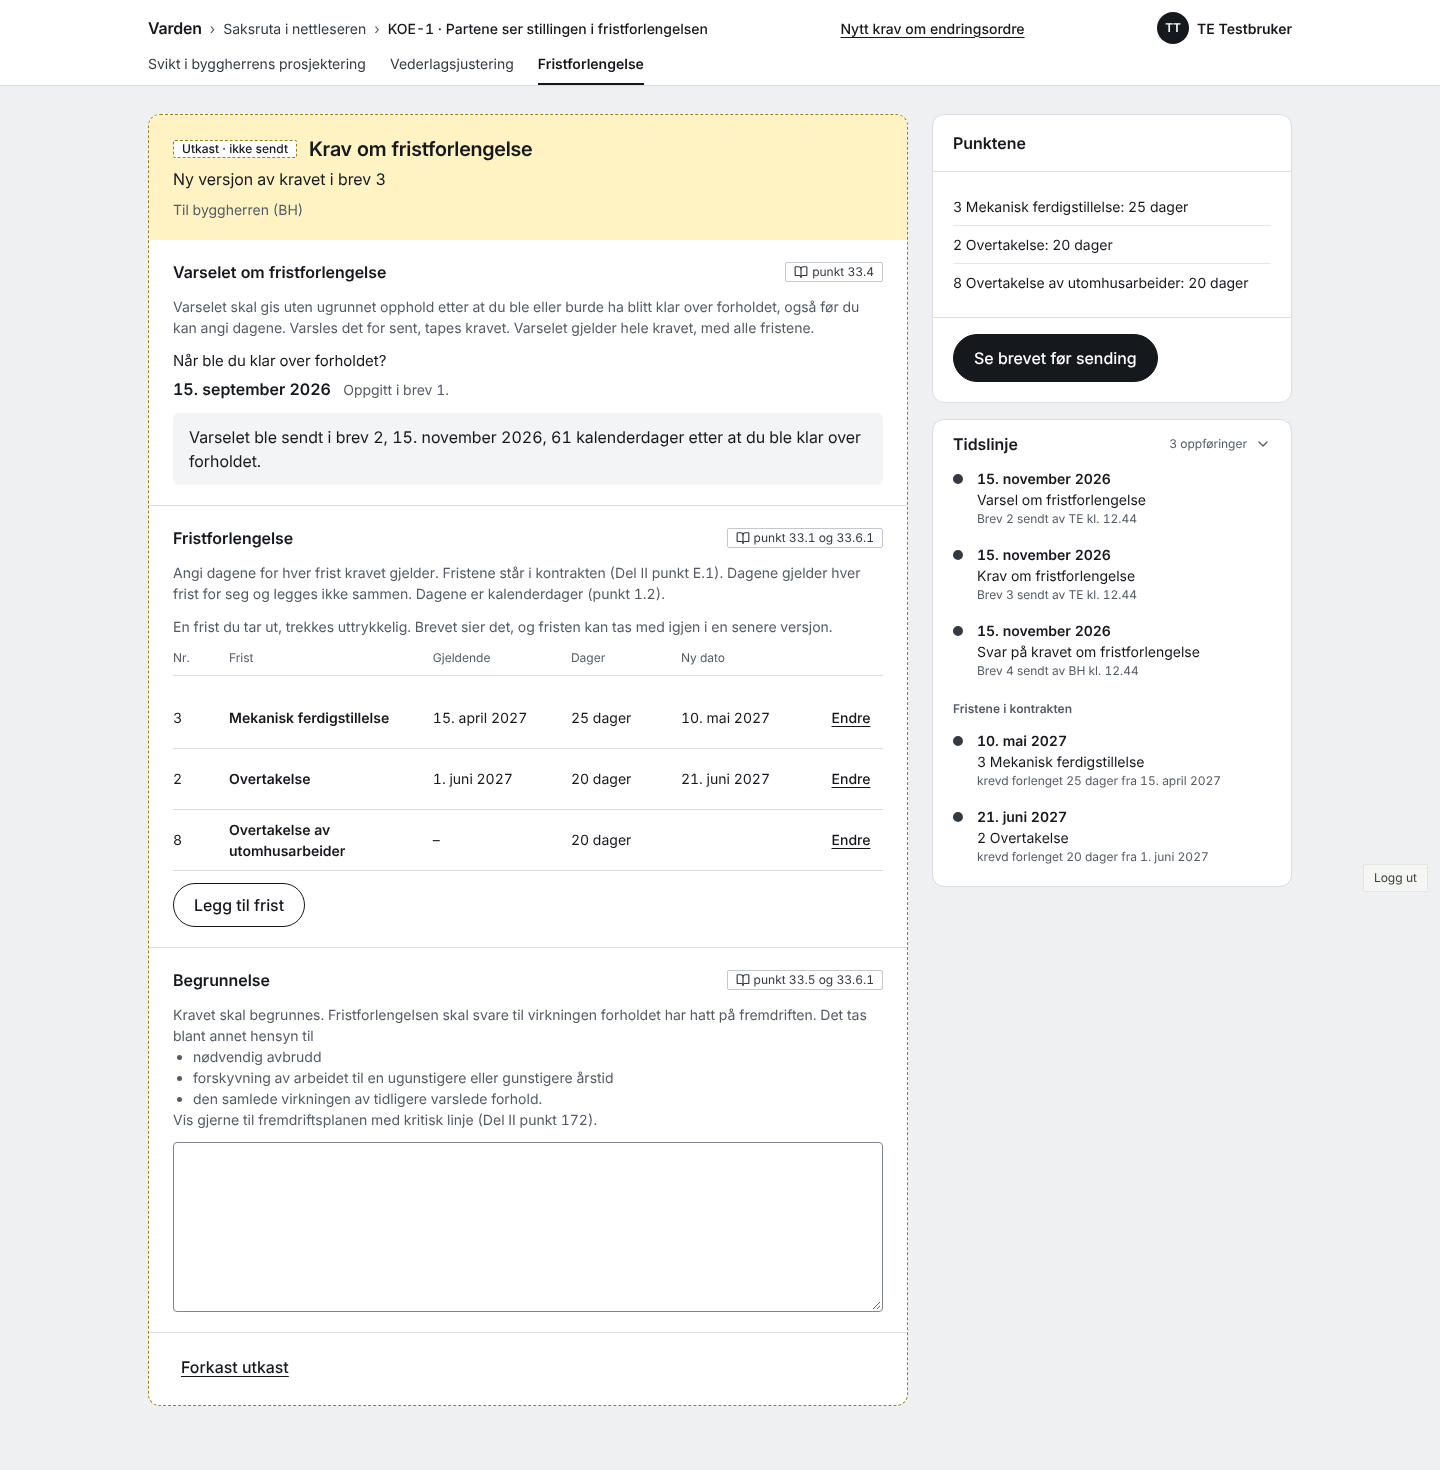 Varden › Saksruta i nettleseren › KOE-1 · Partene ser stillingen i fristforlengelsen
Nytt krav om endringsordre
TT TE Testbruker
Svikt i byggherrens prosjektering Vederlagsjustering Fristforlengelse
Utkast · ikke sendt Krav om fristforlengelse
Ny versjon av kravet i brev 3
Til byggherren (BH)
Varselet om fristforlengelse punkt 33.4
Varselet skal gis uten ugrunnet opphold etter at du ble eller burde ha blitt klar over forholdet, også før du
kan angi dagene. Varsles det for sent, tapes kravet. Varselet gjelder hele kravet, med alle fristene.
Når ble du klar over forholdet?
15. september 2026 Oppgitt i brev 1.
Varselet ble sendt i brev 2, 15. november 2026, 61 kalenderdager etter at du ble klar over
forholdet.
Fristforlengelse punkt 33.1 og 33.6.1
Angi dagene for hver frist kravet gjelder. Fristene står i kontrakten (Del II punkt E.1). Dagene gjelder hver
frist for seg og legges ikke sammen. Dagene er kalenderdager (punkt 1.2).
En frist du tar ut, trekkes uttrykkelig. Brevet sier det, og fristen kan tas med igjen i en senere versjon.
Nr. Frist Gjeldende Dager Ny dato
3 Mekanisk ferdigstillelse 15. april 2027 25 dager 10. mai 2027 Endre
2 Overtakelse 1. juni 2027 20 dager 21. juni 2027 Endre
8 Overtakelse av
utomhusarbeider – 20 dager Endre
Legg til frist
Begrunnelse punkt 33.5 og 33.6.1
Kravet skal begrunnes. Fristforlengelsen skal svare til virkningen forholdet har hatt på fremdriften. Det tas
blant annet hensyn til
• nødvendig avbrudd
• forskyvning av arbeidet til en ugunstigere eller gunstigere årstid
• den samlede virkningen av tidligere varslede forhold.
Vis gjerne til fremdriftsplanen med kritisk linje (Del II punkt 172).
Forkast utkast
Punktene
3 Mekanisk ferdigstillelse: 25 dager
2 Overtakelse: 20 dager
8 Overtakelse av utomhusarbeider: 20 dager
Se brevet før sending
Tidslinje 3 oppføringer
15. november 2026
Varsel om fristforlengelse
Brev 2 sendt av TE kl. 12.44
15. november 2026
Krav om fristforlengelse
Brev 3 sendt av TE kl. 12.44
15. november 2026
Svar på kravet om fristforlengelse
Brev 4 sendt av BH kl. 12.44
Fristene i kontrakten
10. mai 2027
3 Mekanisk ferdigstillelse
krevd forlenget 25 dager fra 15. april 2027
21. juni 2027
2 Overtakelse
krevd forlenget 20 dager fra 1. juni 2027
Logg ut